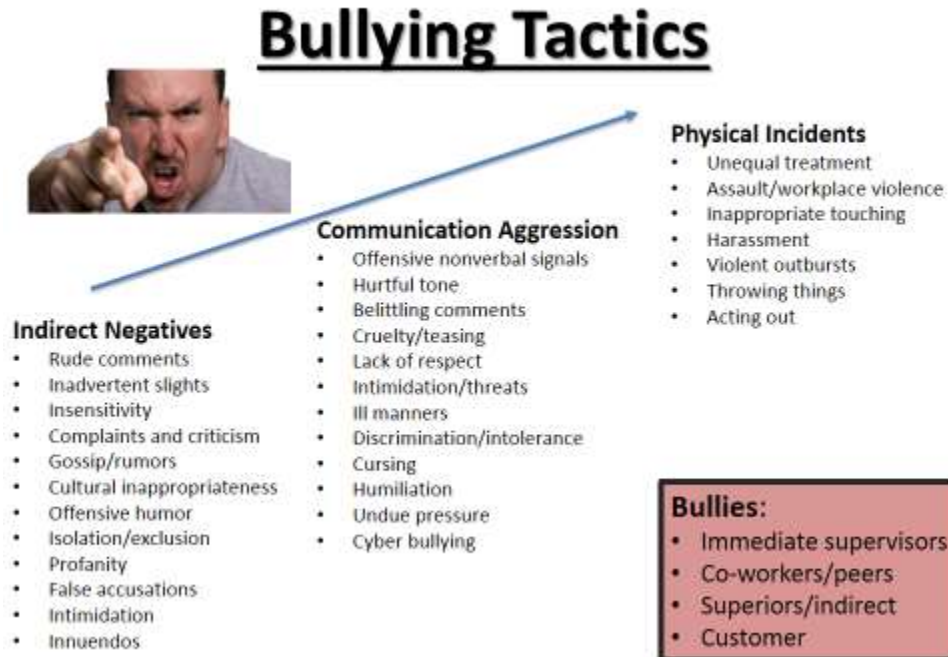 Bullying Tactics
Indirect Negatives
• Rude comments
• Inadvertent slights
• Insensitivity
• Complaints and criticism
• Gossip/rumors
• Cultural inappropriateness
• Offensive humor
• Isolation/exclusion
• Profanity
• False accusations
• Intimidation
• Innuendos
Communication Aggression
• Offensive nonverbal signals
• Hurtful tone
• Belittling comments
• Cruelty/teasing
• Lack of respect
• Intimidation/threats
• Ill manners
• Discrimination/intolerance
• Cursing
• Humiliation
• Undue pressure
• Cyber bullying
Physical Incidents
• Unequal treatment
• Assault/workplace violence
• Inappropriate touching
• Harassment
• Violent outbursts
• Throwing things
• Acting out
Bullies:
• Immediate supervisors
• Co-workers/peers
• Superiors/indirect
• Customer